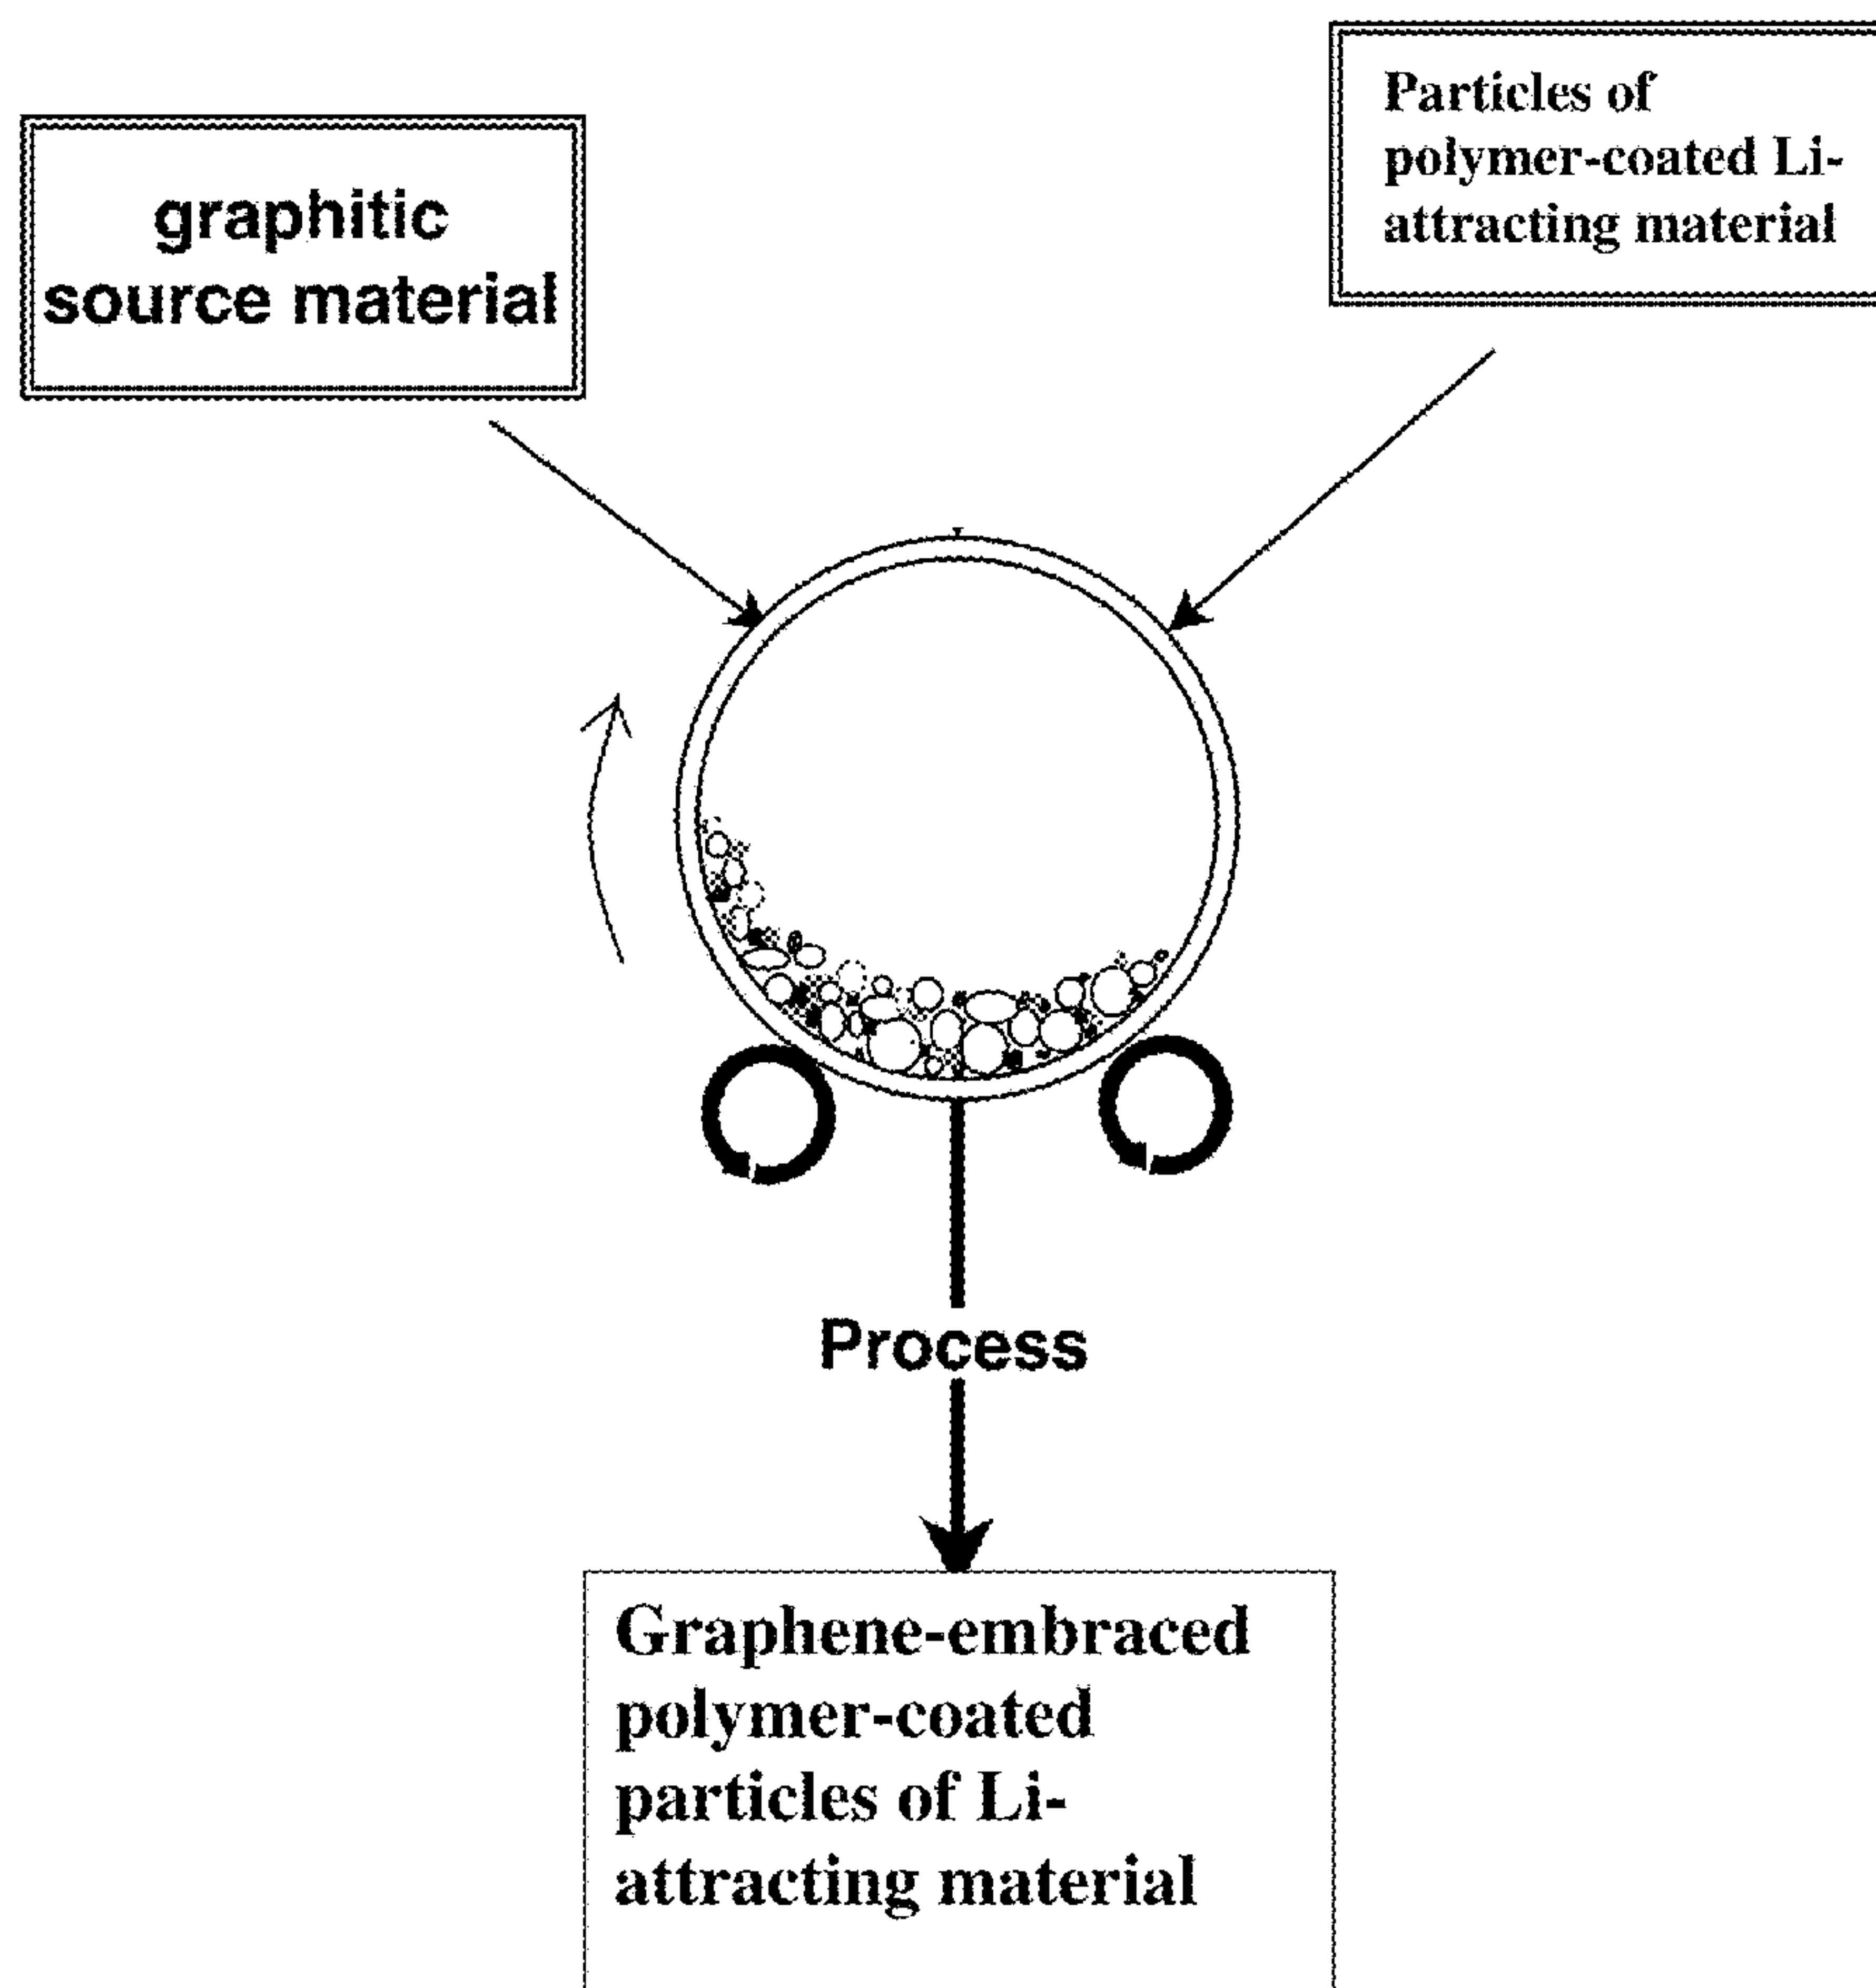 graphitic
source material
Particles of
polymer-coated Li-
attracting material
Process
Graphene-embraced
polymer-coated
particles of Li-
attracting material